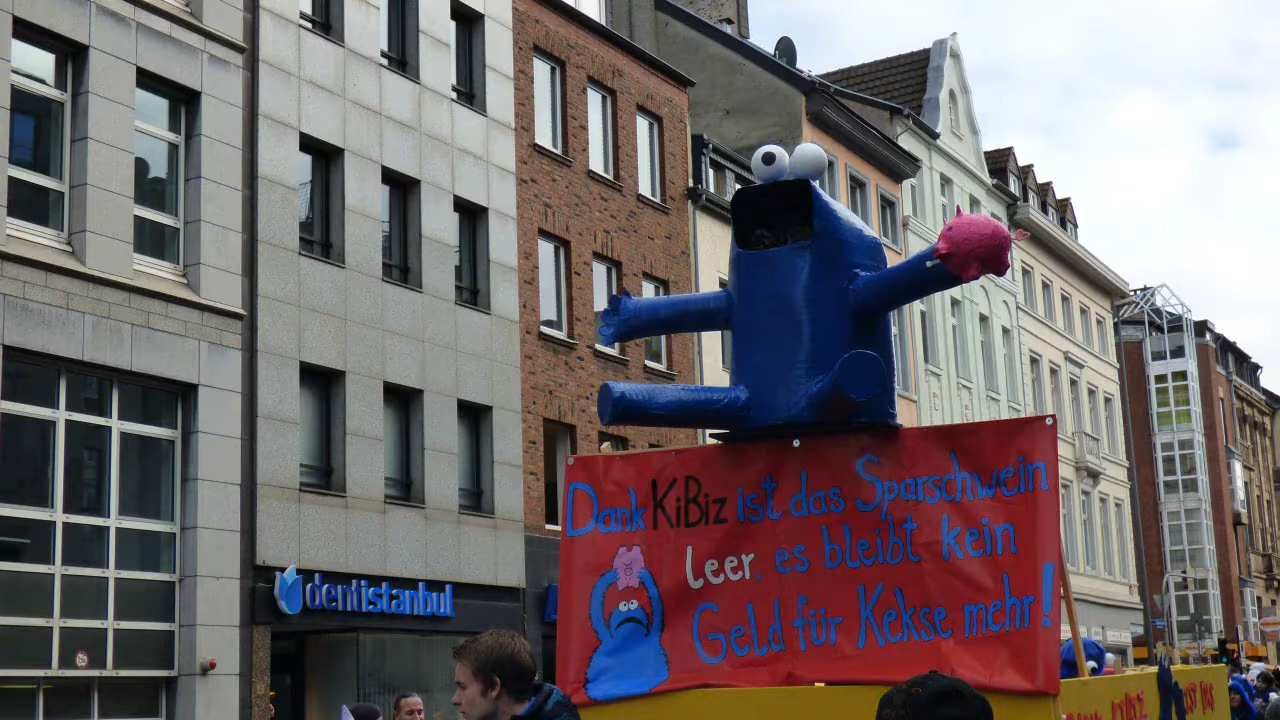 dentistanbul
Dank KiBiz ist das Sparschwein
Leer, es bleibt kein
Geld für Kekse mehr!